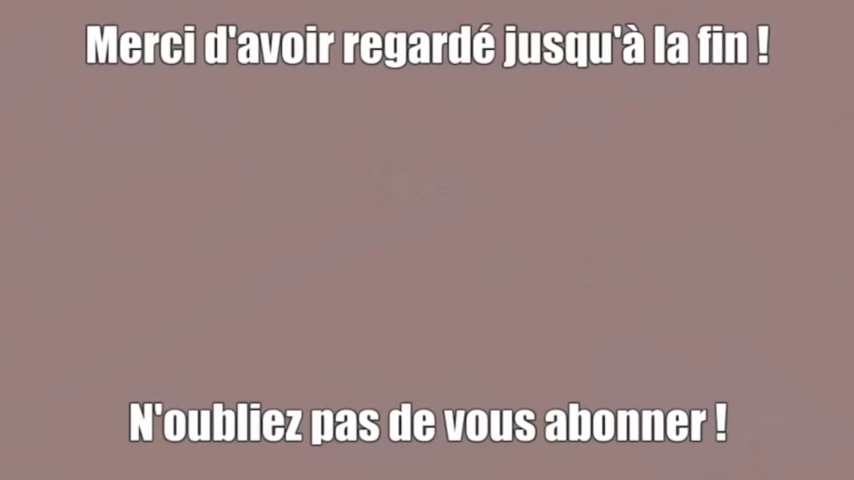 Merci d'avoir regardé jusqu'à la fin !
N'oubliez pas de vous abonner !